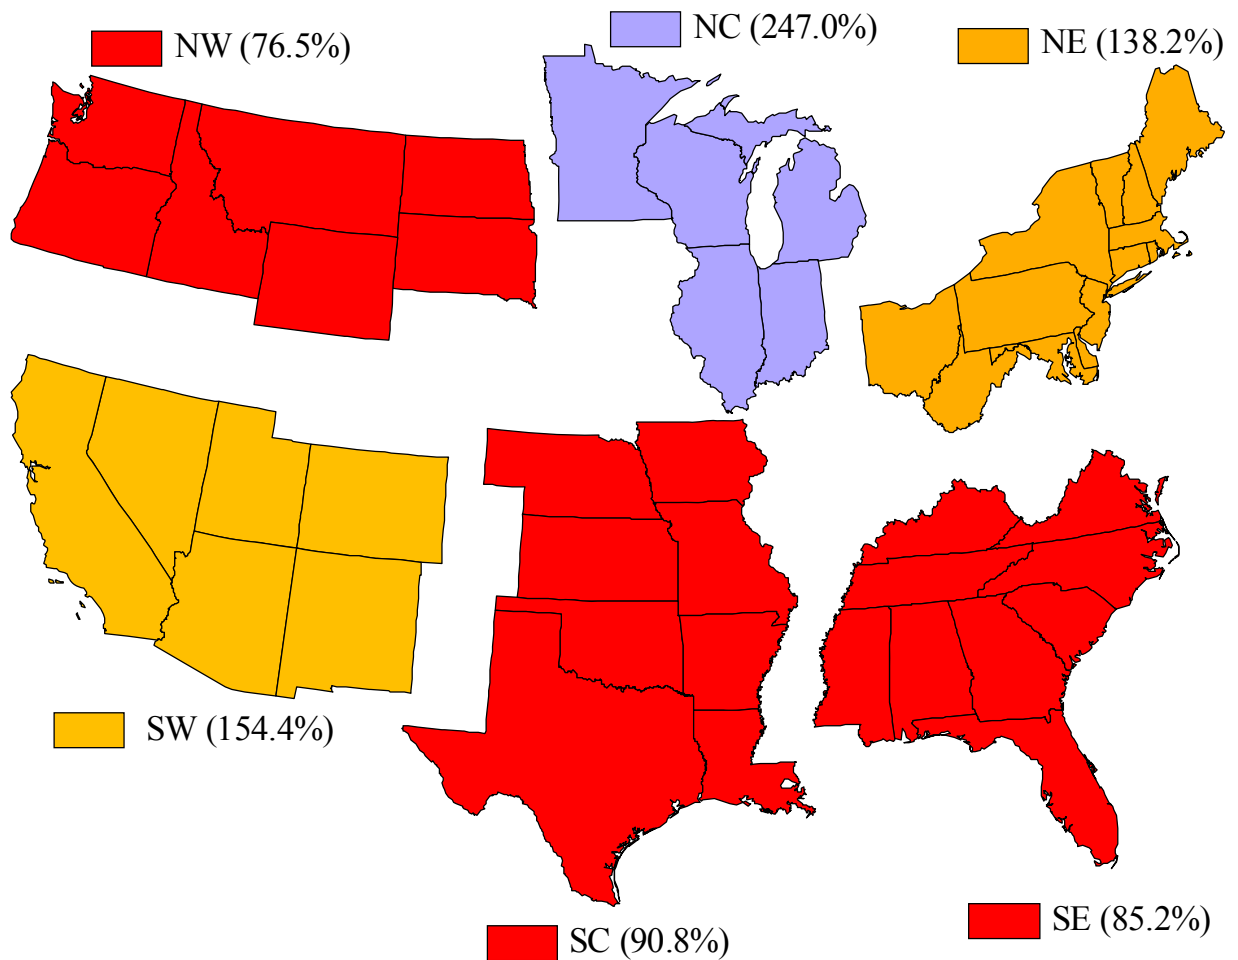 NW (76.5%)
NC (247.0%)
NE (138.2%)
SW (154.4%)
SC (90.8%)
SE (85.2%)